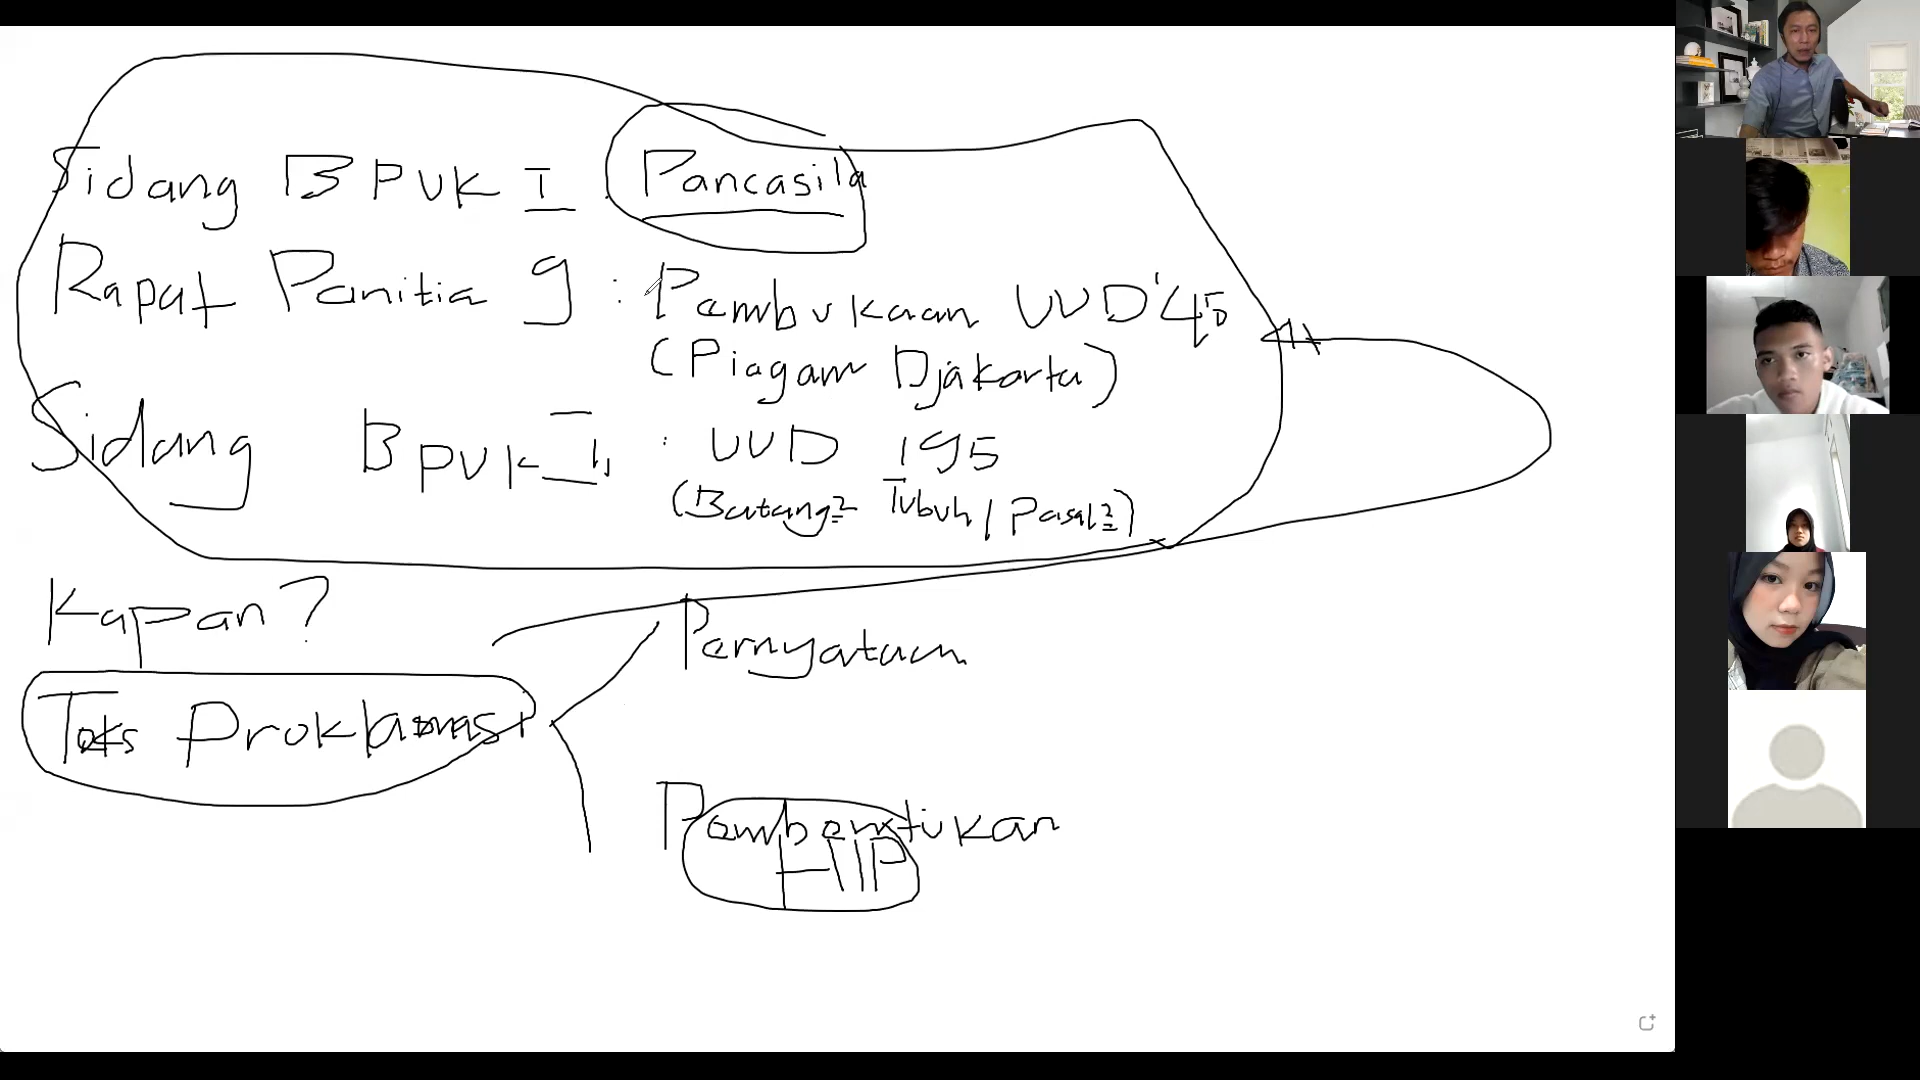 Sidang BPUK I : Pancasila
Rapat Panitia 9 : Pembukaan UUD '45
(Piagam Djakarta)
Sidang BPUK II : UUD 195
(Batang2 Tubuh / Pasal2)
Kapan?
Pernyataan
Teks Proklamasi
Pembentukan